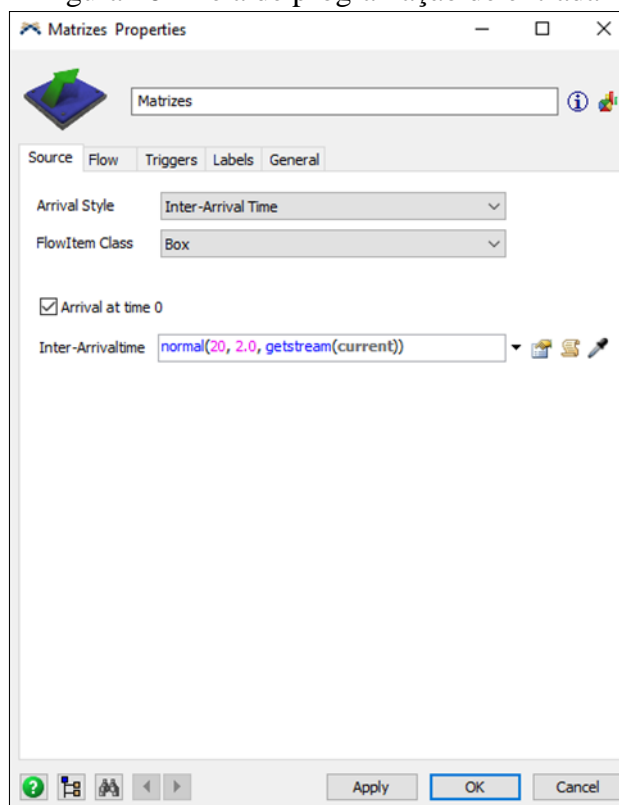 Matrizes Properties
Matrizes
Source Flow Triggers Labels General
Arrival Style Inter-Arrival Time
FlowItem Class Box
Arrival at time 0
Inter-Arrivaltime normal(20, 2.0, getstream(current))
Apply OK Cancel